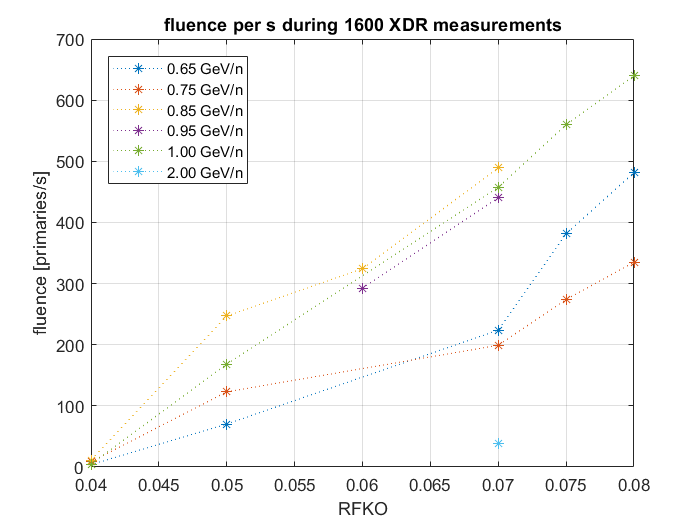 fluence per s during 1600 XDR measurements
700
600
500
400
300
200
100
0
fluence [primaries/s]
0.65 GeV/n
0.75 GeV/n
0.85 GeV/n
0.95 GeV/n
1.00 GeV/n
2.00 GeV/n
0.04 0.045 0.05 0.055 0.06 0.065 0.07 0.075 0.08
RFKO